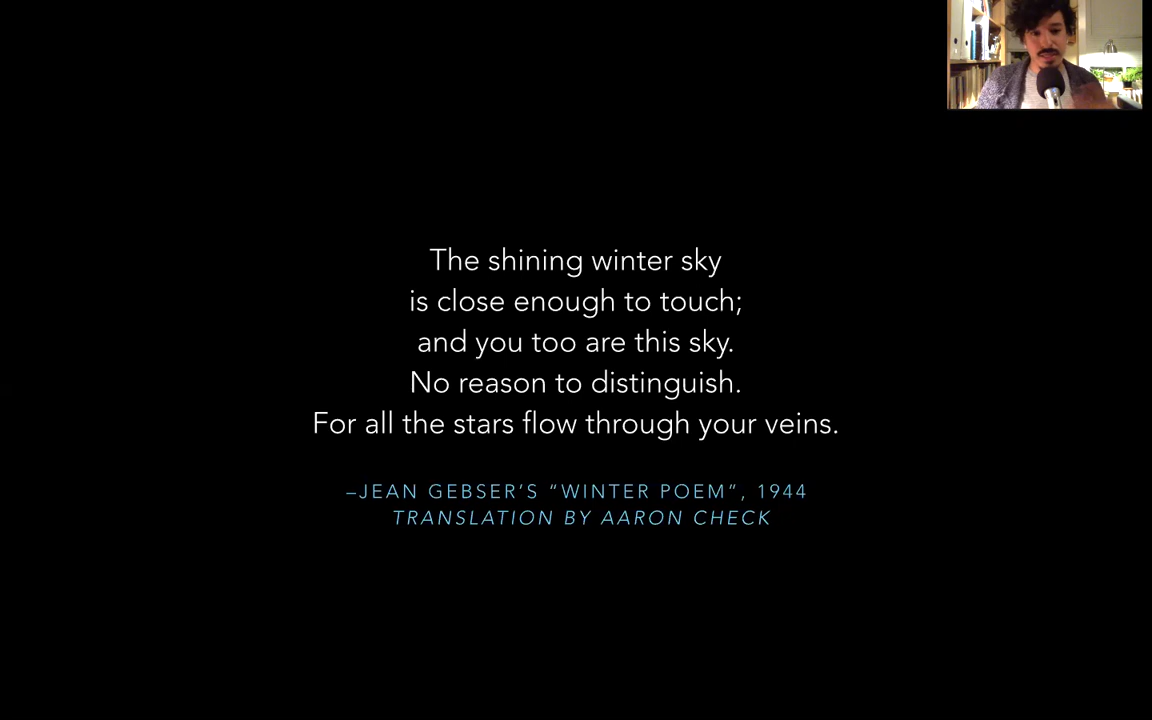 The shining winter sky
is close enough to touch;
and you too are this sky.
No reason to distinguish.
For all the stars flow through your veins.
–JEAN GEBSER’S “WINTER POEM”, 1944
TRANSLATION BY AARON CHECK